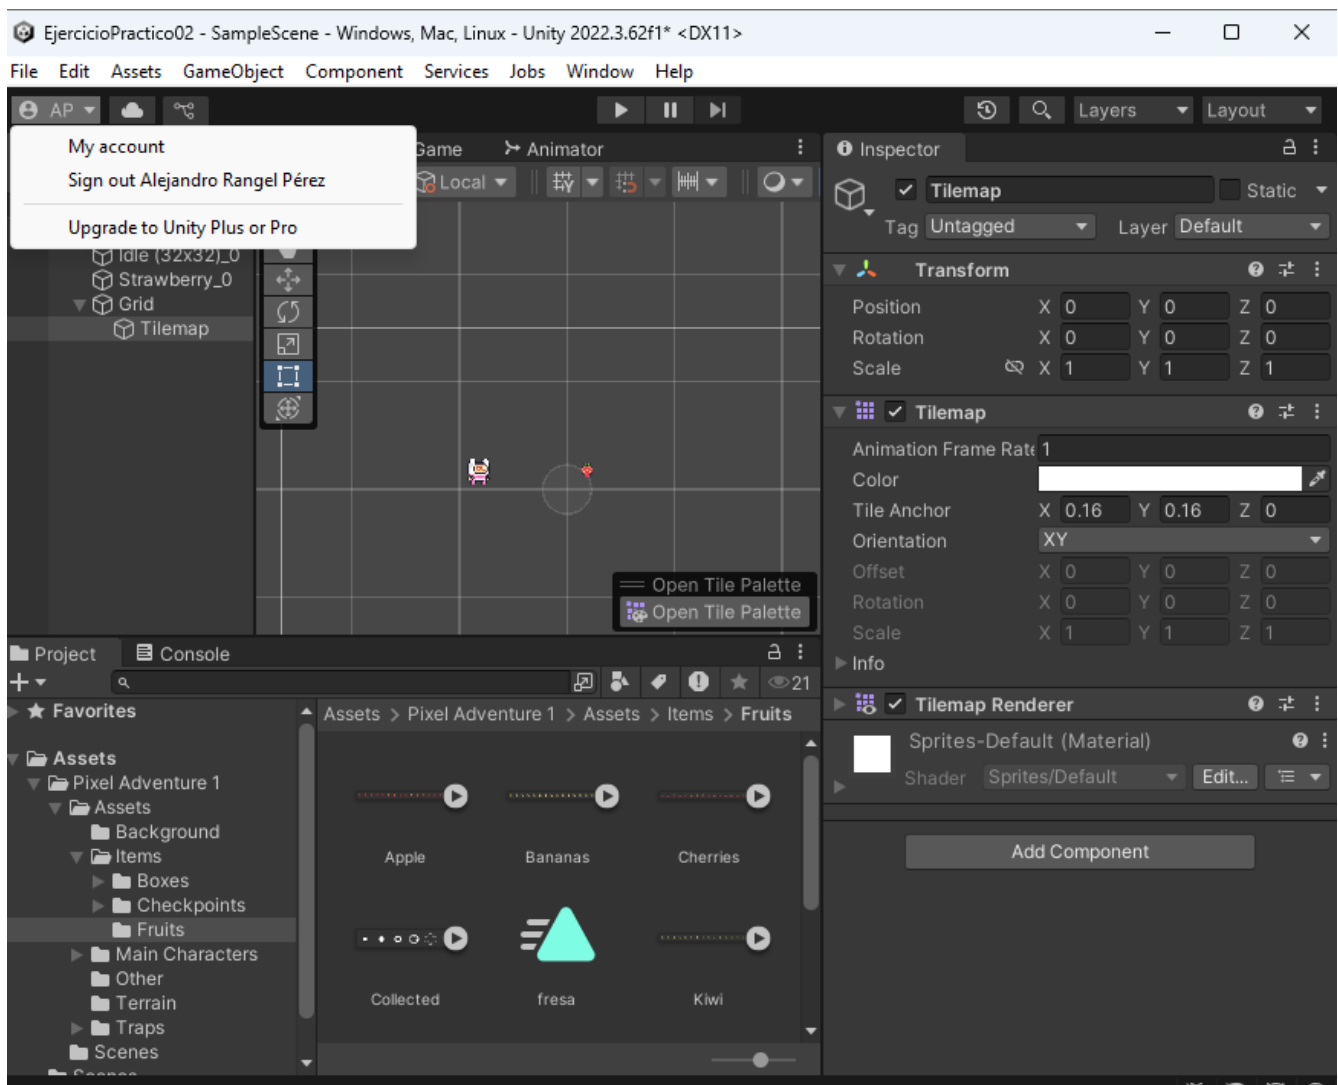 EjercicioPractico02 - SampleScene - Windows, Mac, Linux - Unity 2022.3.62f1* <DX11>
File Edit Assets GameObject Component Services Jobs Window Help
AP Layers Layout
My account
Sign out Alejandro Rangel Pérez
Upgrade to Unity Plus or Pro
Game Animator
Local
Idle (32x32)_0
Strawberry_0
Grid
Tilemap
Open Tile Palette
Open Tile Palette
Inspector
Tilemap Static
Tag Untagged Layer Default
Transform
Position X 0 Y 0 Z 0
Rotation X 0 Y 0 Z 0
Scale X 1 Y 1 Z 1
Tilemap
Animation Frame Rate 1
Color
Tile Anchor X 0.16 Y 0.16 Z 0
Orientation XY
Offset X 0 Y 0 Z 0
Rotation X 0 Y 0 Z 0
Scale X 1 Y 1 Z 1
Info
Tilemap Renderer
Sprites-Default (Material)
Shader Sprites/Default Edit...
Add Component
Project Console
21
Favorites
Assets
Pixel Adventure 1
Assets
Background
Items
Boxes
Checkpoints
Fruits
Main Characters
Other
Terrain
Traps
Scenes
Assets > Pixel Adventure 1 > Assets > Items > Fruits
Apple Bananas Cherries
Collected fresa Kiwi